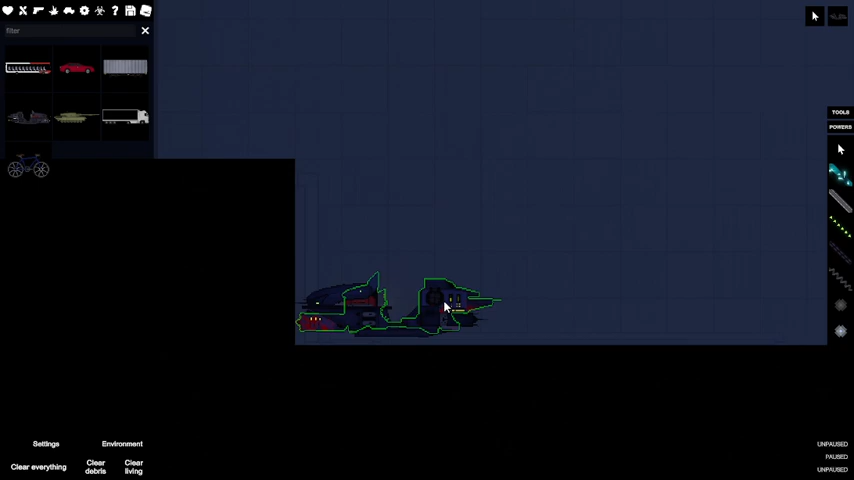 filter
TOOLS
POWERS
Settings
Environment
UNPAUSED
PAUSED
Clear everything
Clear debris
Clear living
UNPAUSED